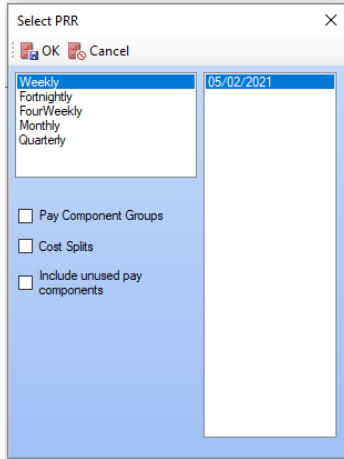 Select PRR
OK Cancel
Weekly
Fortnightly
FourWeekly
Monthly
Quarterly
05/02/2021
Pay Component Groups
Cost Splits
Include unused pay
components